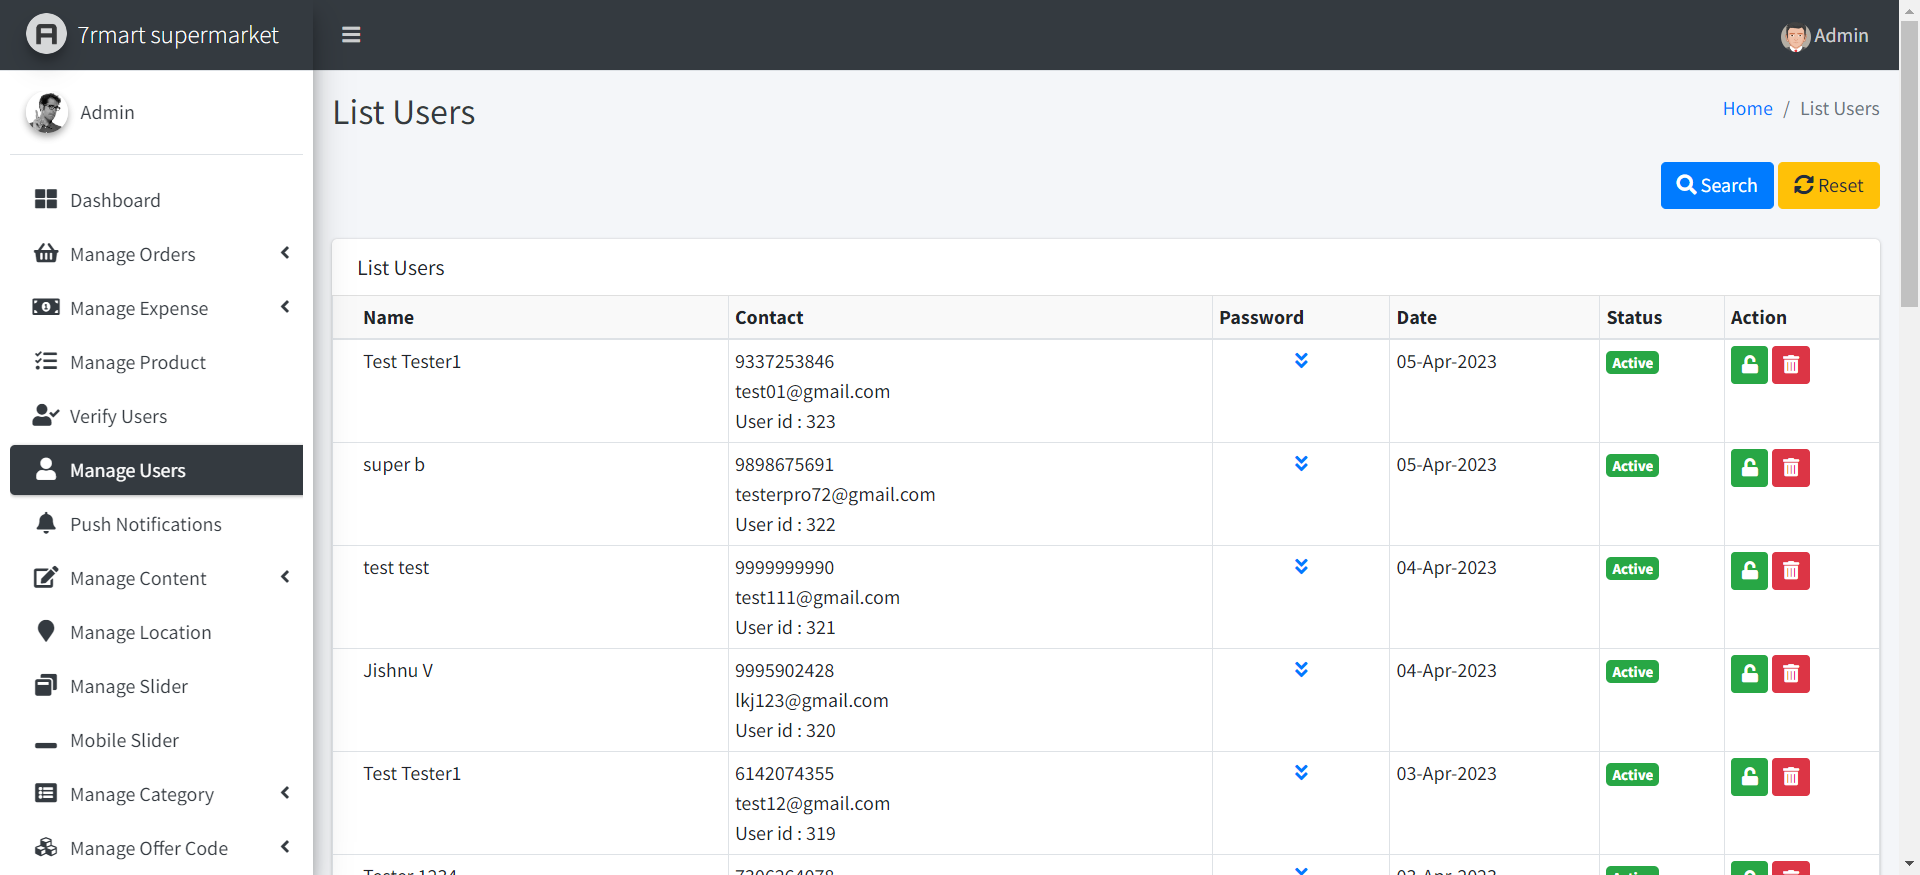 7rmart supermarket
Admin
Admin
Dashboard
Manage Orders
Manage Expense
Manage Product
Verify Users
Manage Users
Push Notifications
Manage Content
Manage Location
Manage Slider
Mobile Slider
Manage Category
Manage Offer Code
List Users
Home / List Users
Search Reset
List Users
Name Contact Password Date Status Action
Test Tester1 9337253846 05-Apr-2023 Active
test01@gmail.com
User id : 323
super b 9898675691 05-Apr-2023 Active
testerpro72@gmail.com
User id : 322
test test 9999999990 04-Apr-2023 Active
test111@gmail.com
User id : 321
Jishnu V 9995902428 04-Apr-2023 Active
lkj123@gmail.com
User id : 320
Test Tester1 6142074355 03-Apr-2023 Active
test12@gmail.com
User id : 319